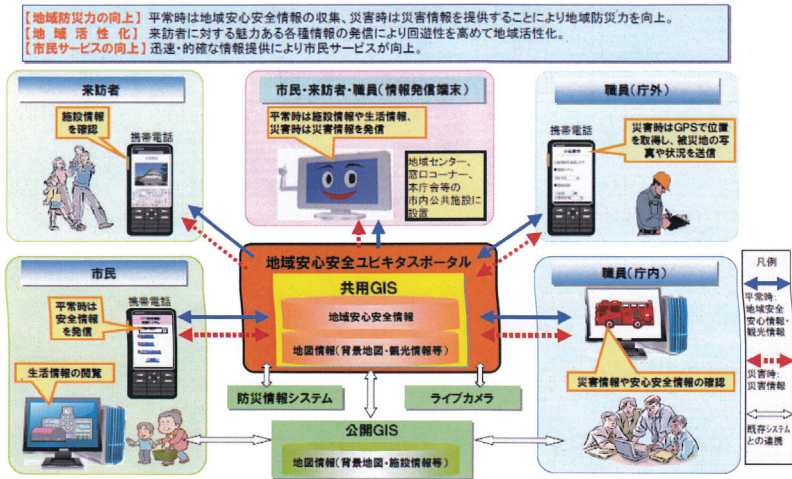 【地域防災力の向上】 平常時は地域安心安全情報の収集、災害時は災害情報を提供することにより地域防災力を向上。
【地域活性化】 来訪者に対する魅力ある各種情報の発信により回遊性を高めて地域活性化。
【市民サービスの向上】 迅速・的確な情報提供により市民サービスが向上。
来訪者
施設情報
を確認
携帯電話
市民・来訪者・職員（情報発信端末）
平常時は施設情報や生活情報、
災害時は災害情報を発信
地域センター、
窓口コーナー、
本庁舎等の
市内公共施設に
設置
職員（庁外）
携帯電話
災害時はGPSで位置
を取得し、被災地の写
真や状況を送信
地域安心安全ユビキタスポータル
共用GIS
地域安心安全情報
地図情報（背景地図・観光情報等）
市民
携帯電話
平常時は
安全情報
を発信
生活情報の閲覧
職員（庁内）
災害情報や安心安全情報の確認
防災情報システム
ライブカメラ
公開GIS
地図情報（背景地図・施設情報等）
凡例
平常時：
地域安全
安心情報・
観光情報
災害時：
災害情報
既存システム
との連携